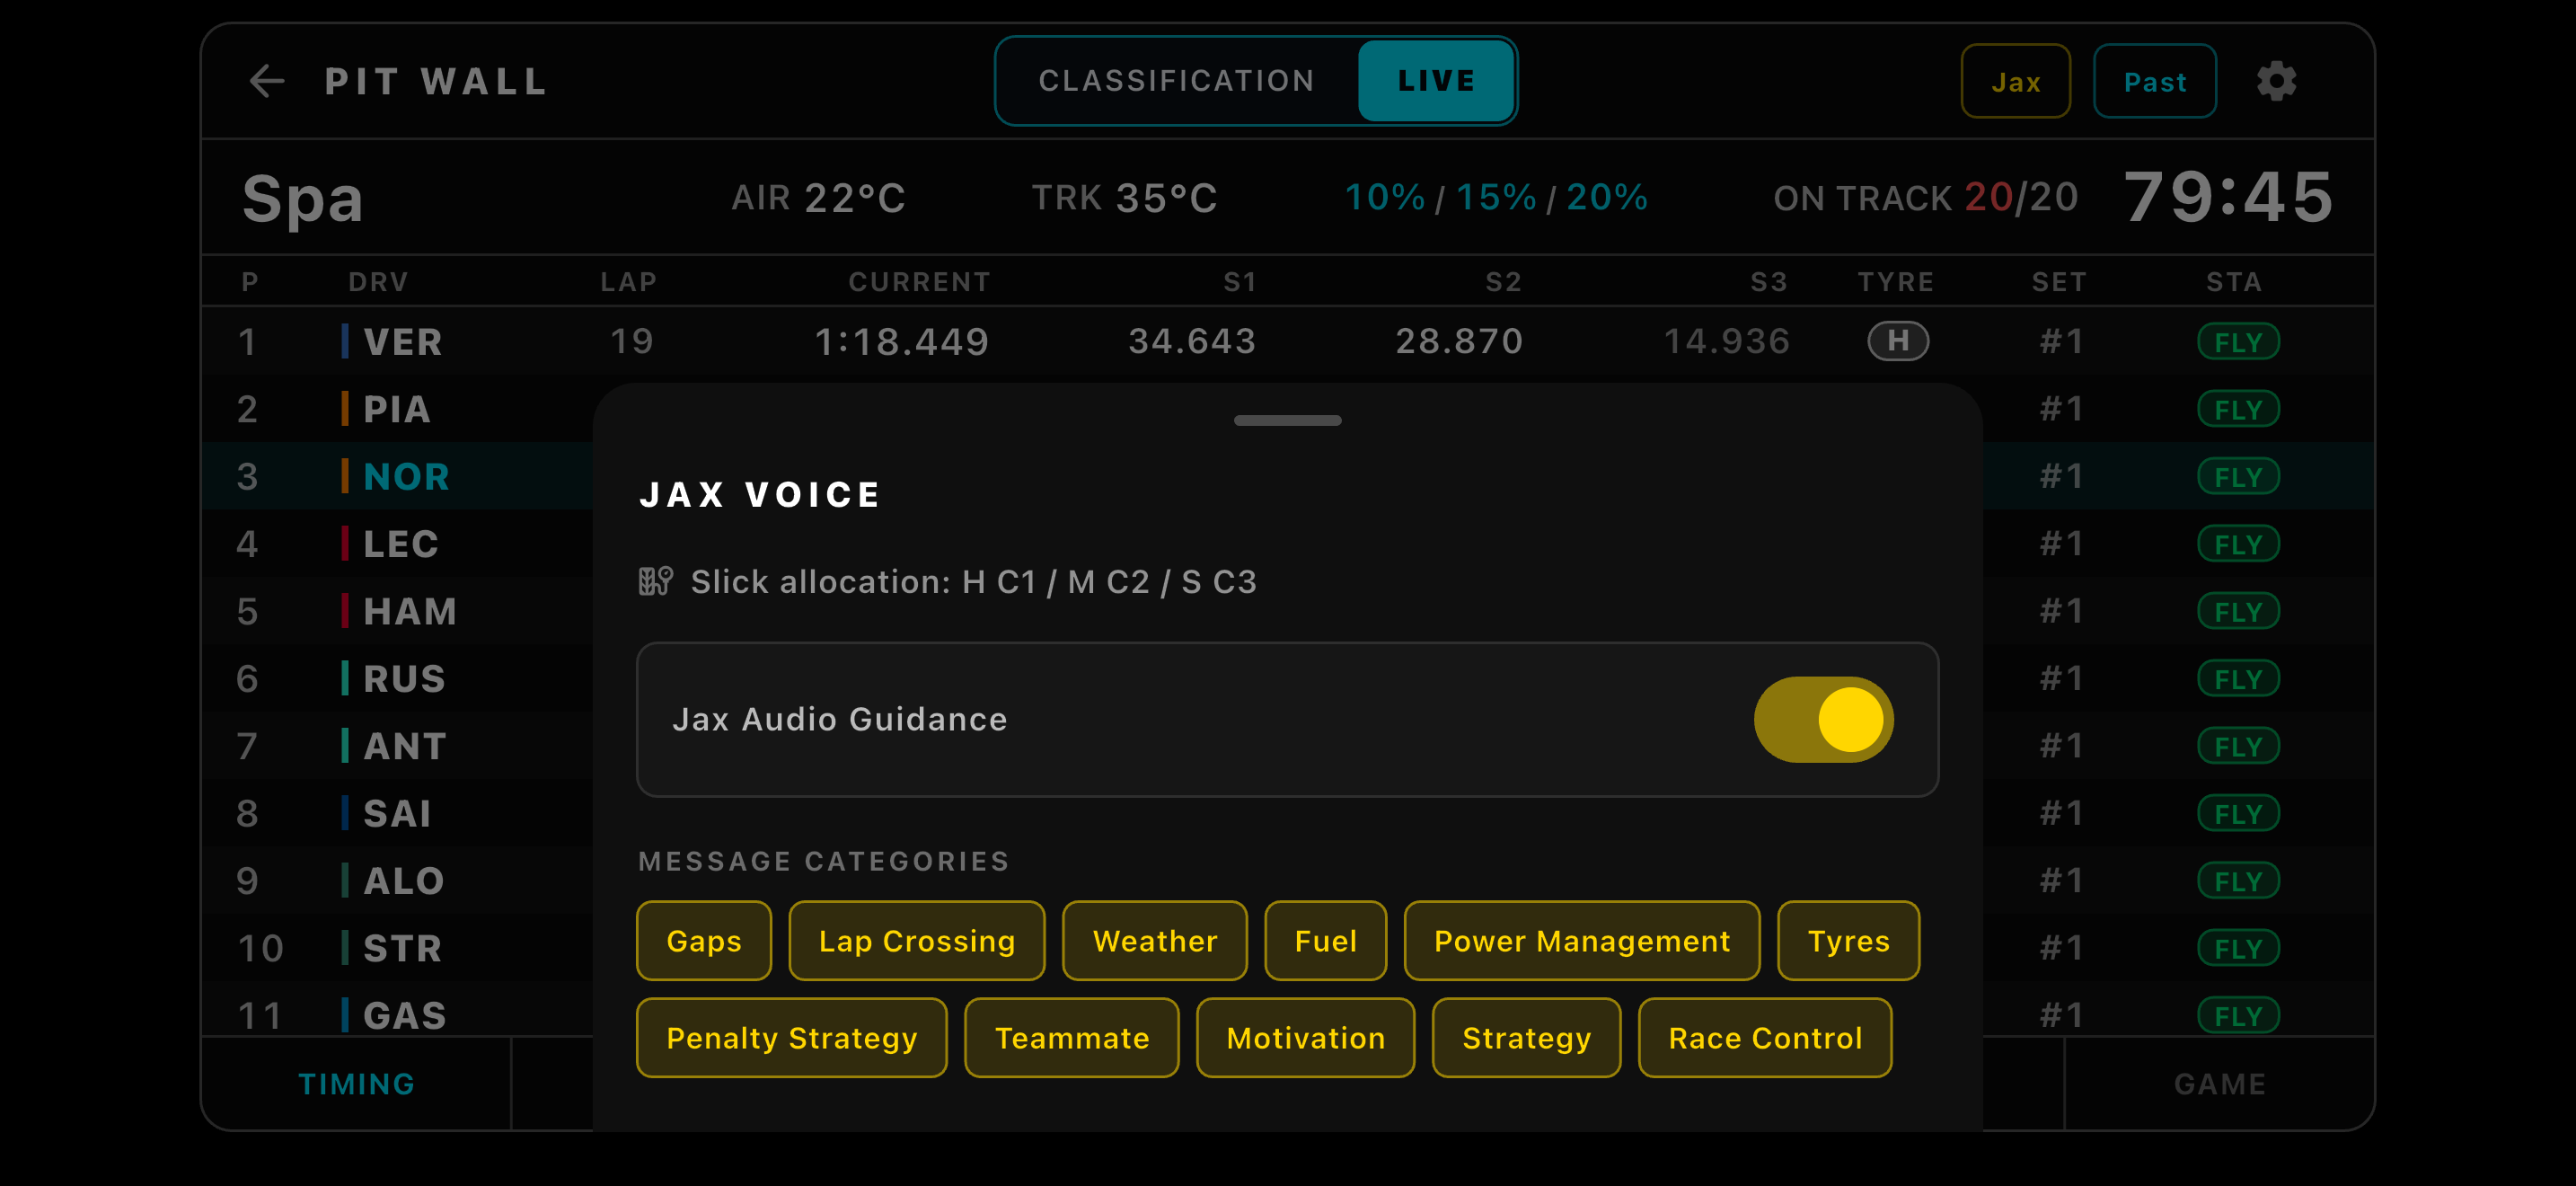 PIT WALL CLASSIFICATION LIVE Jax Past
Spa AIR 22°C TRK 35°C 10% / 15% / 20% ON TRACK 20/20 79:45
P DRV LAP CURRENT S1 S2 S3 TYRE SET STA
1 VER 19 1:18.449 34.643 28.870 14.936 H #1 FLY
2 PIA #1 FLY
3 NOR #1 FLY
4 LEC #1 FLY
5 HAM #1 FLY
6 RUS #1 FLY
7 ANT #1 FLY
8 SAI #1 FLY
9 ALO #1 FLY
10 STR #1 FLY
11 GAS #1 FLY
JAX VOICE
Slick allocation: H C1 / M C2 / S C3
Jax Audio Guidance
MESSAGE CATEGORIES
Gaps Lap Crossing Weather Fuel Power Management Tyres
Penalty Strategy Teammate Motivation Strategy Race Control
TIMING GAME